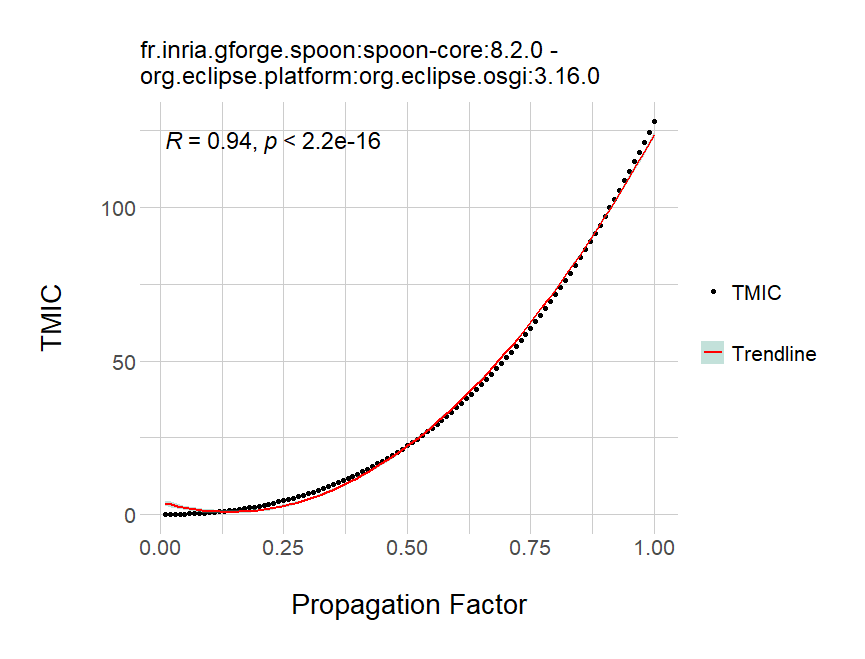 fr.inria.gforge.spoon:spoon-core:8.2.0 -
org.eclipse.platform:org.eclipse.osgi:3.16.0
R = 0.94, p < 2.2e-16
100
50
0
TMIC
0.00 0.25 0.50 0.75 1.00
Propagation Factor
TMIC
Trendline